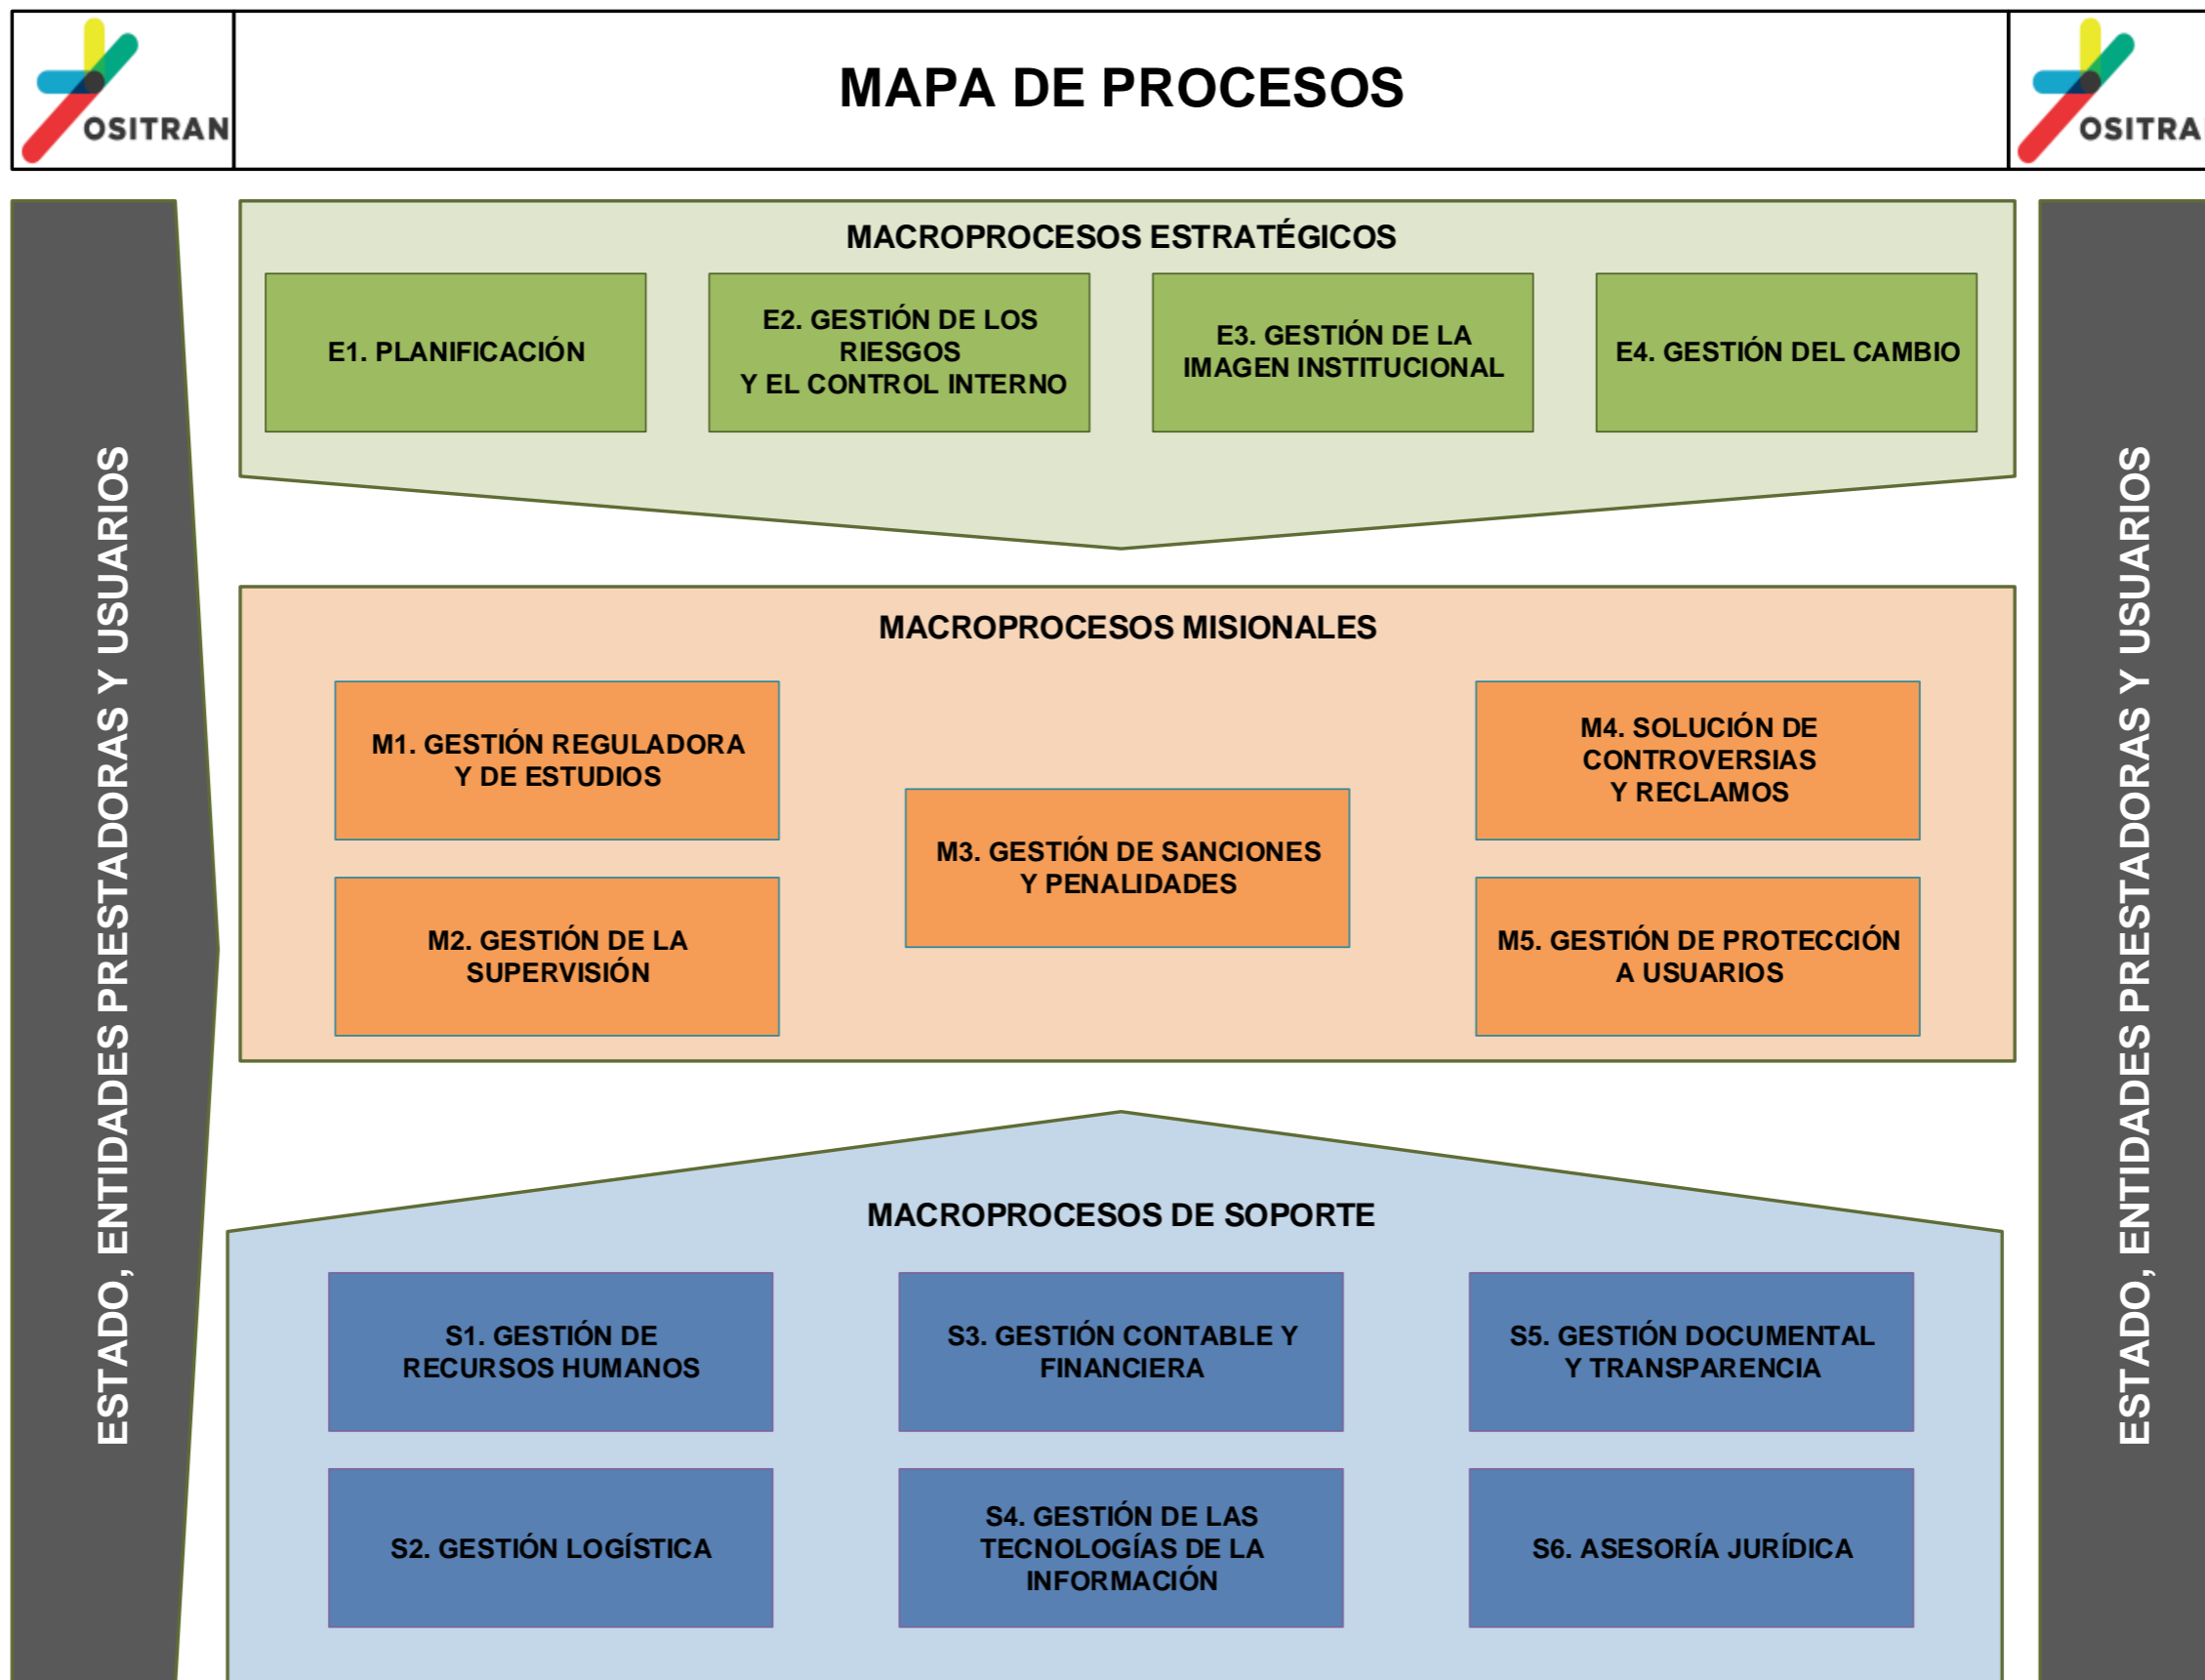 OSITRAN
MAPA DE PROCESOS
OSITRAN
ESTADO, ENTIDADES PRESTADORAS Y USUARIOS
MACROPROCESOS ESTRATÉGICOS
E1. PLANIFICACIÓN
E2. GESTIÓN DE LOS
RIESGOS
Y EL CONTROL INTERNO
E3. GESTIÓN DE LA
IMAGEN INSTITUCIONAL
E4. GESTIÓN DEL CAMBIO
MACROPROCESOS MISIONALES
M1. GESTIÓN REGULADORA
Y DE ESTUDIOS
M2. GESTIÓN DE LA
SUPERVISIÓN
M3. GESTIÓN DE SANCIONES
Y PENALIDADES
M4. SOLUCIÓN DE
CONTROVERSIAS
Y RECLAMOS
M5. GESTIÓN DE PROTECCIÓN
A USUARIOS
MACROPROCESOS DE SOPORTE
S1. GESTIÓN DE
RECURSOS HUMANOS
S2. GESTIÓN LOGÍSTICA
S3. GESTIÓN CONTABLE Y
FINANCIERA
S4. GESTIÓN DE LAS
TECNOLOGÍAS DE LA
INFORMACIÓN
S5. GESTIÓN DOCUMENTAL
Y TRANSPARENCIA
S6. ASESORÍA JURÍDICA
ESTADO, ENTIDADES PRESTADORAS Y USUARIOS